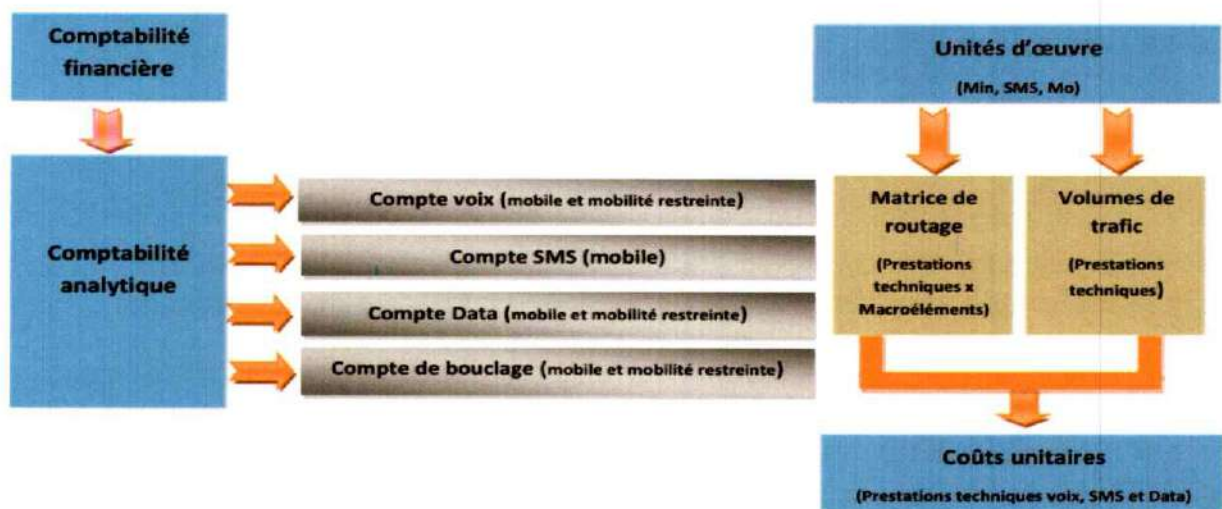 Comptabilité
financière
Comptabilité
analytique
Compte voix (mobile et mobilité restreinte)
Compte SMS (mobile)
Compte Data (mobile et mobilité restreinte)
Compte de bouclage (mobile et mobilité restreinte)
Unités d'œuvre
(Min, SMS, Mo)
Matrice de
routage
(Prestations
techniques x
Macroéléments)
Volumes de
trafic
(Prestations
techniques)
Coûts unitaires
(Prestations techniques voix, SMS et Data)